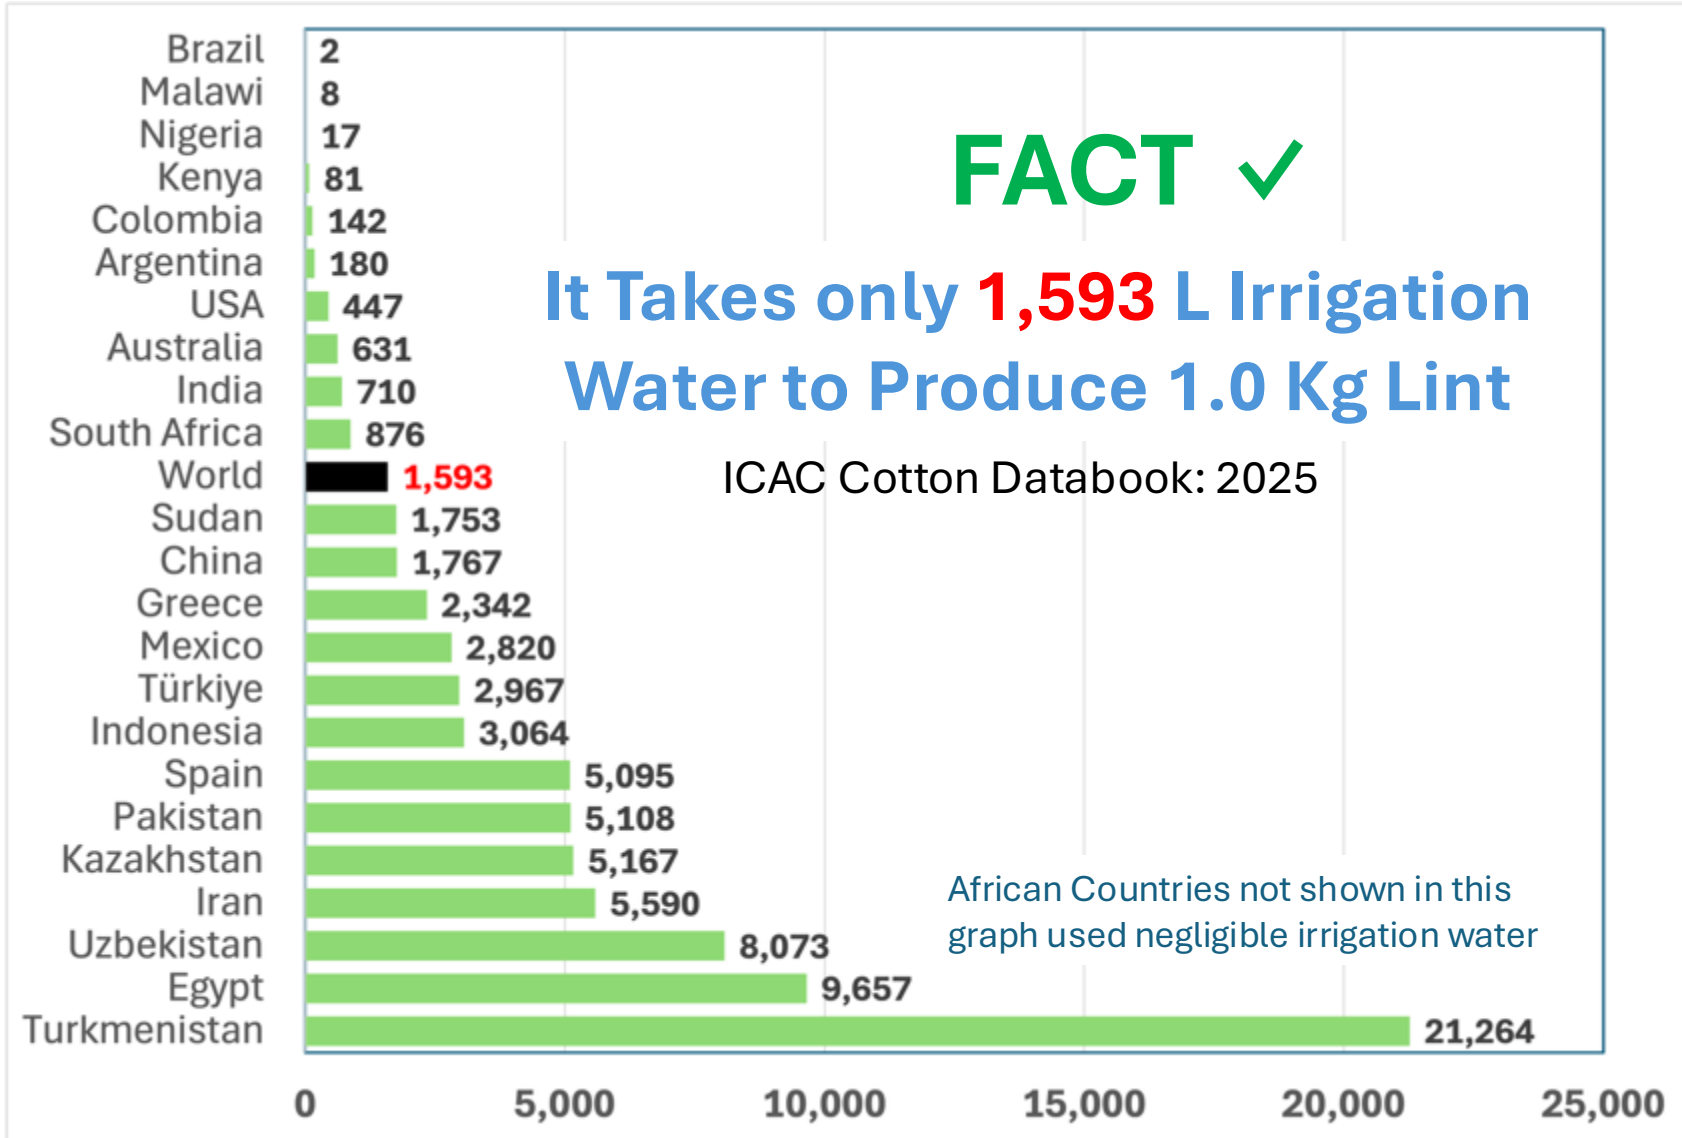 Brazil 2
Malawi 8
Nigeria 17
Kenya 81
Colombia 142
Argentina 180
USA 447
Australia 631
India 710
South Africa 876
World 1,593
Sudan 1,753
China 1,767
Greece 2,342
Mexico 2,820
Türkiye 2,967
Indonesia 3,064
Spain 5,095
Pakistan 5,108
Kazakhstan 5,167
Iran 5,590
Uzbekistan 8,073
Egypt 9,657
Turkmenistan 21,264
0 5,000 10,000 15,000 20,000 25,000
FACT ✓
It Takes only 1,593 L Irrigation
Water to Produce 1.0 Kg Lint
ICAC Cotton Databook: 2025
African Countries not shown in this
graph used negligible irrigation water